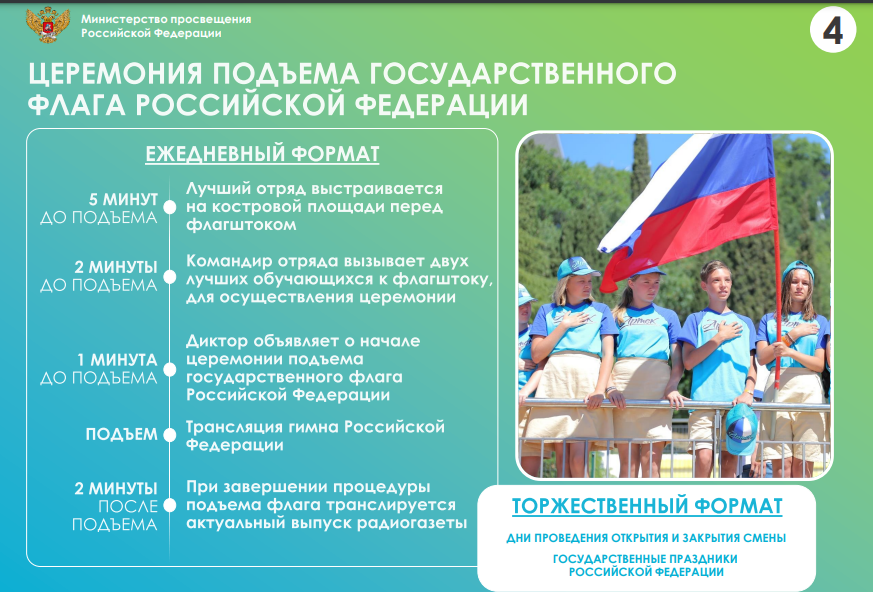 Министерство просвещения
Российской Федерации
4
ЦЕРЕМОНИЯ ПОДЪЕМА ГОСУДАРСТВЕННОГО
ФЛАГА РОССИЙСКОЙ ФЕДЕРАЦИИ
ЕЖЕДНЕВНЫЙ ФОРМАТ
5 МИНУТ
ДО ПОДЪЕМА
Лучший отряд выстраивается
на костровой площади перед
флагштоком
2 МИНУТЫ
ДО ПОДЪЕМА
Командир отряда вызывает двух
лучших обучающихся к флагштоку,
для осуществления церемонии
1 МИНУТА
ДО ПОДЪЕМА
Диктор объявляет о начале
церемонии подъема
государственного флага
Российской Федерации
ПОДЪЕМ
Трансляция гимна Российской
Федерации
2 МИНУТЫ
ПОСЛЕ
ПОДЪЕМА
При завершении процедуры
подъема флага транслируется
актуальный выпуск радиогазеты
Артек
ТОРЖЕСТВЕННЫЙ ФОРМАТ
ДНИ ПРОВЕДЕНИЯ ОТКРЫТИЯ И ЗАКРЫТИЯ СМЕНЫ
ГОСУДАРСТВЕННЫЕ ПРАЗДНИКИ
РОССИЙСКОЙ ФЕДЕРАЦИИ